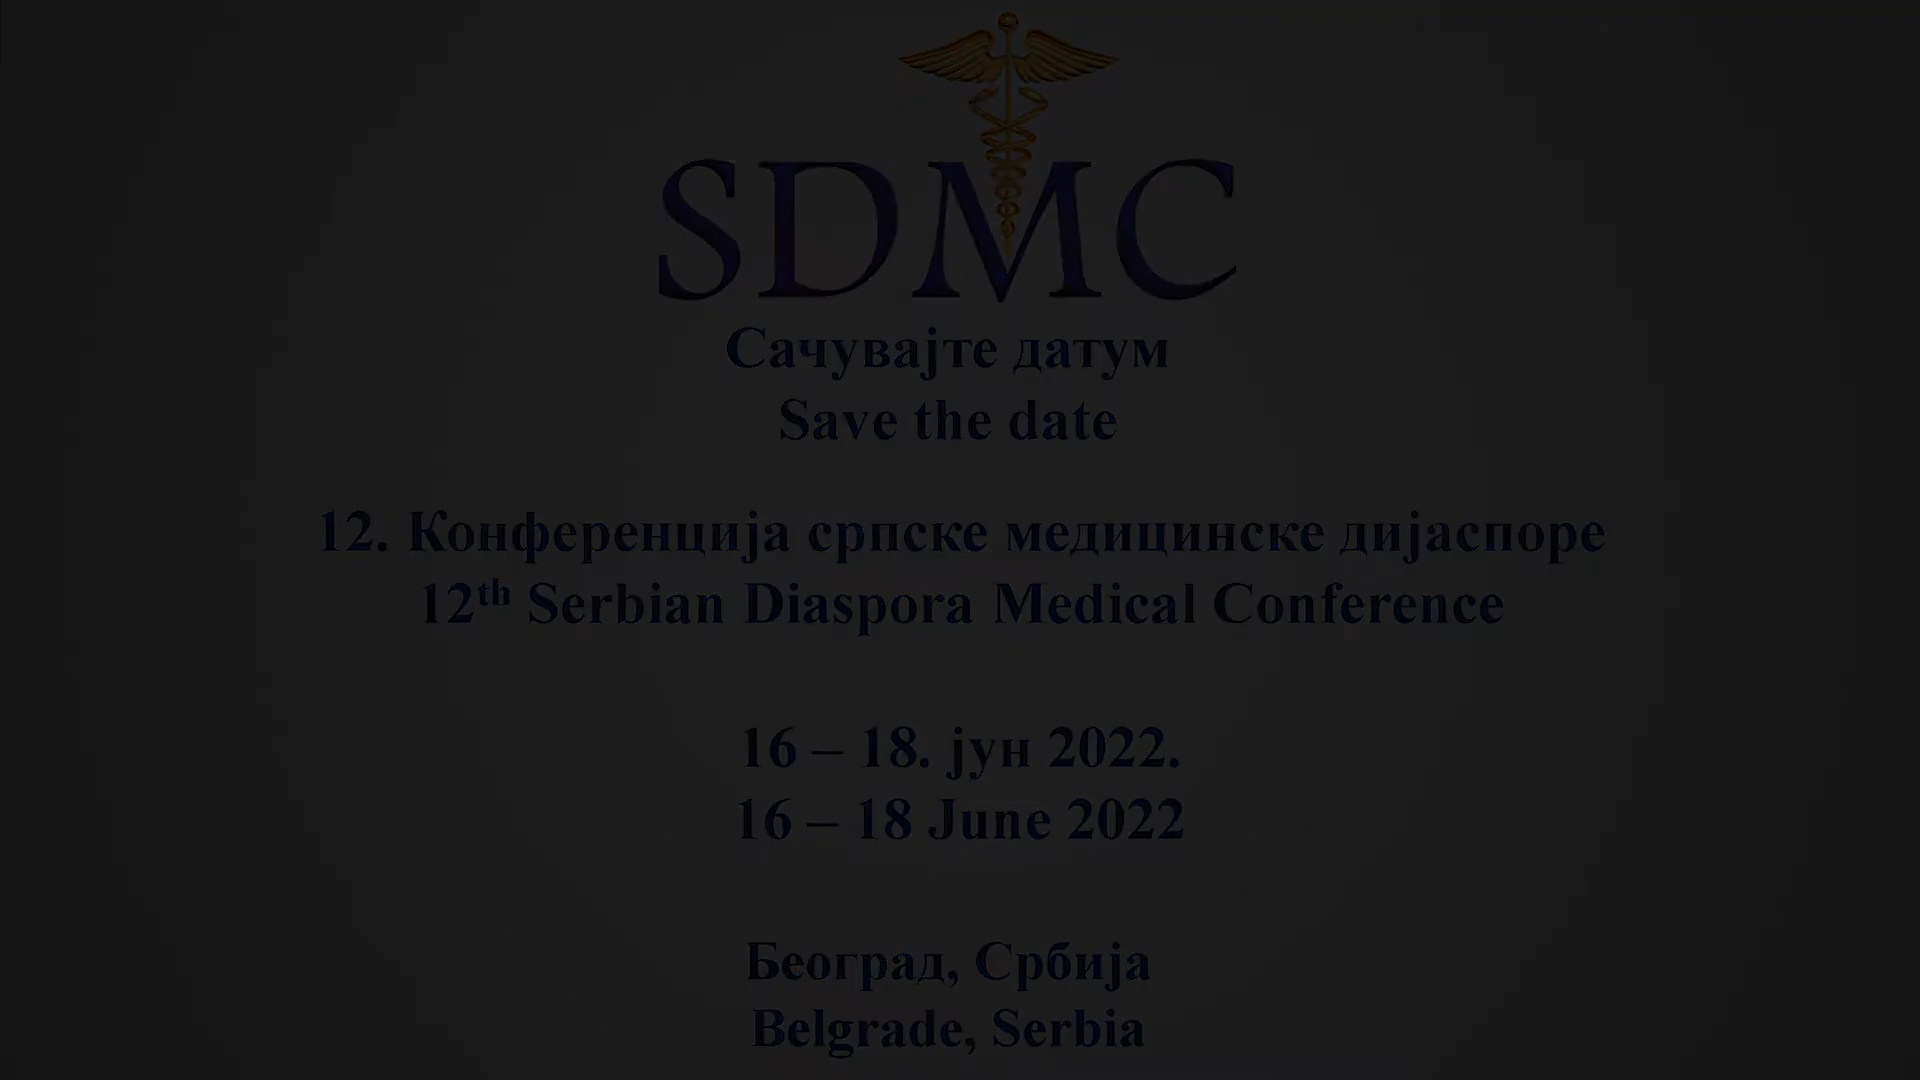 SDMC
Сачувајте датум
Save the date
12. Конференција српске медицинске дијаспоре
12th Serbian Diaspora Medical Conference
16 – 18. јун 2022.
16 – 18 June 2022
Београд, Србија
Belgrade, Serbia